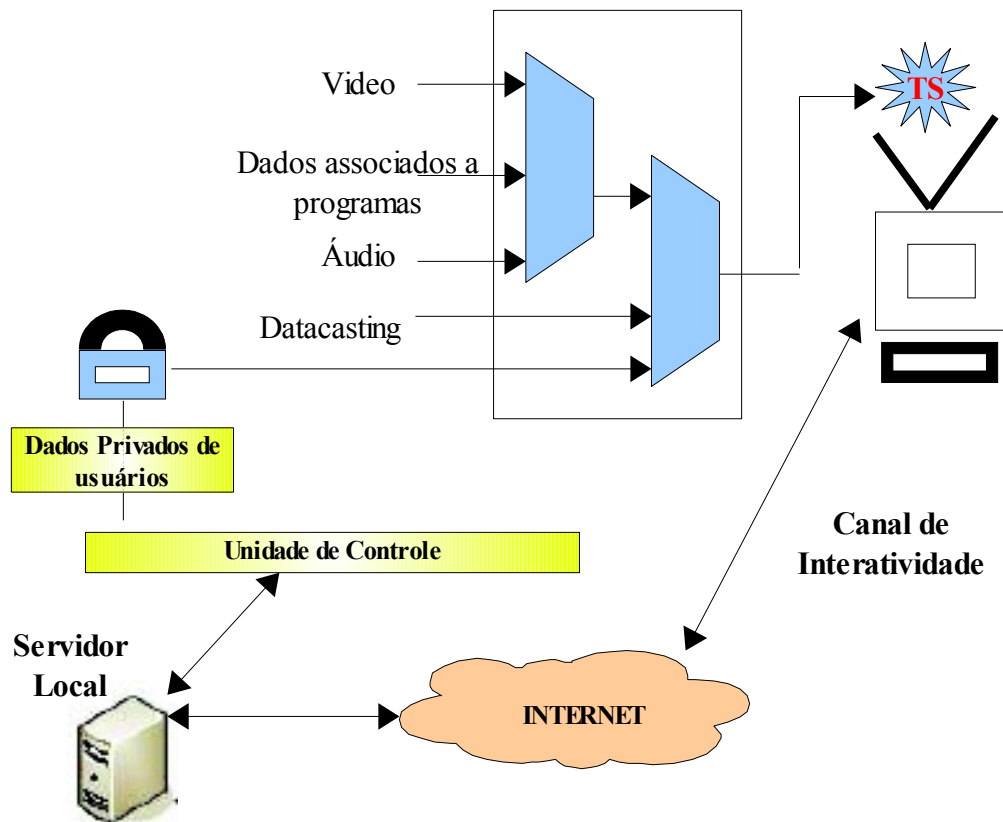 Video
TS
Dados associados a
programas
Áudio
Datacasting
Dados Privados de
usuários
Canal de
Interatividade
Unidade de Controle
Servidor
Local
INTERNET